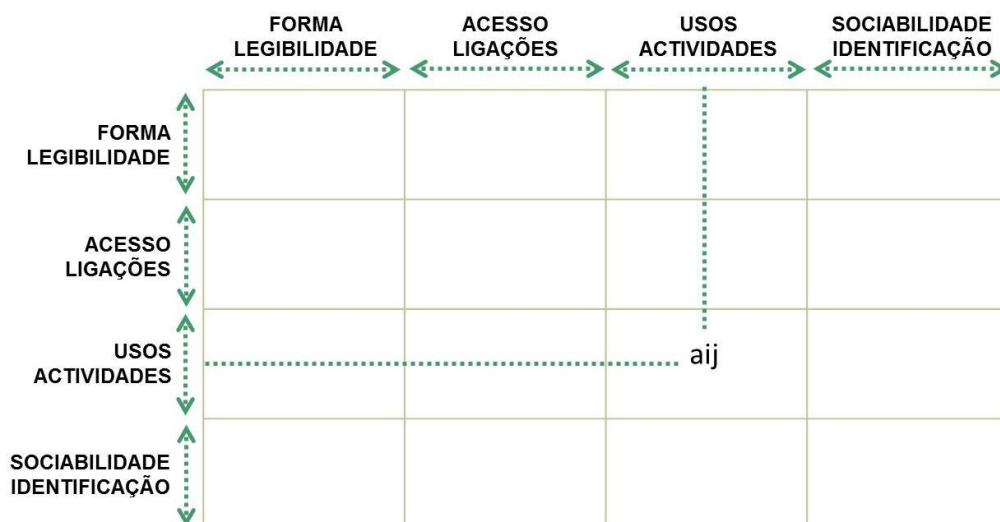 FORMA
LEGIBILIDADE
ACESSO
LIGAÇÕES
USOS
ACTIVIDADES
SOCIABILIDADE
IDENTIFICAÇÃO
FORMA
LEGIBILIDADE
ACESSO
LIGAÇÕES
USOS
ACTIVIDADES
aij
SOCIABILIDADE
IDENTIFICAÇÃO